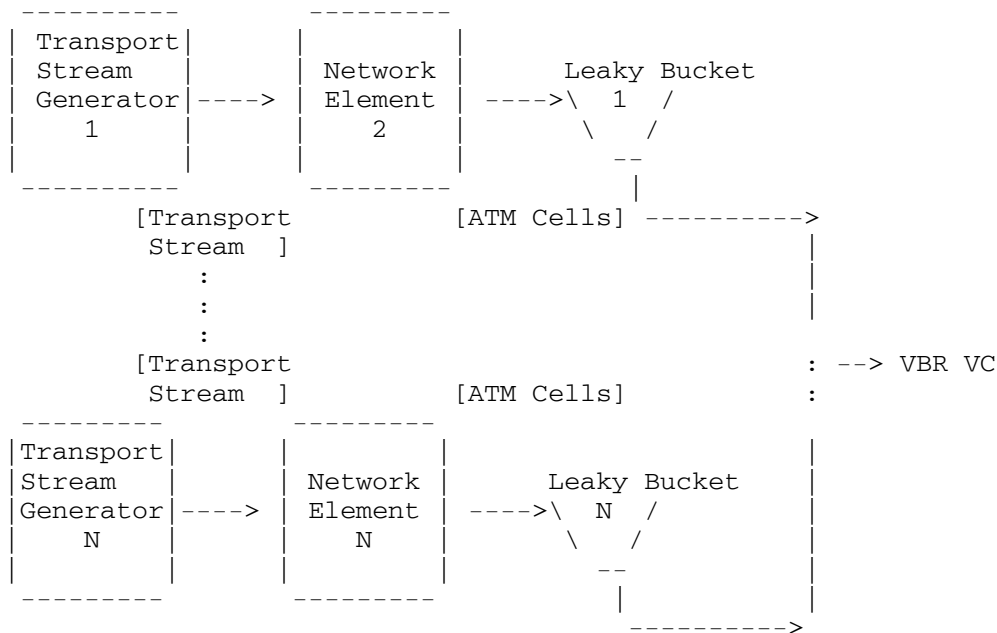 Transport
Stream Network Leaky Bucket
Generator ----> Element ---->\ 1 /
1 2 \ /
[Transport [ATM Cells] ---------->
Stream ]
:
:
:
[Transport : --> VBR VC
Stream ] [ATM Cells] :
Transport
Stream Network Leaky Bucket
Generator ----> Element ---->\ N /
N N \ /
---------->